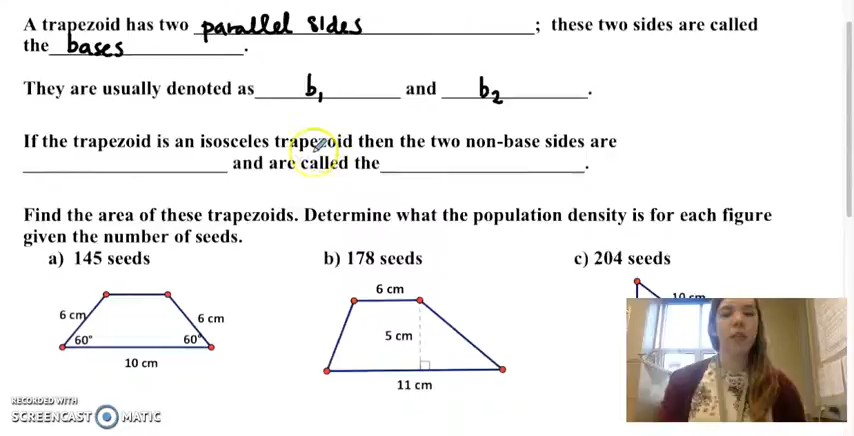 A trapezoid has two parallel sides ; these two sides are called
the bases .
They are usually denoted as b₁ and b₂ .
If the trapezoid is an isosceles trapezoid then the two non-base sides are
and are called the .
Find the area of these trapezoids. Determine what the population density is for each figure
given the number of seeds.
a) 145 seeds b) 178 seeds c) 204 seeds
6 cm 6 cm 60° 60° 10 cm
6 cm 5 cm 11 cm
10 cm
RECORDED WITH
SCREENCAST MATIC